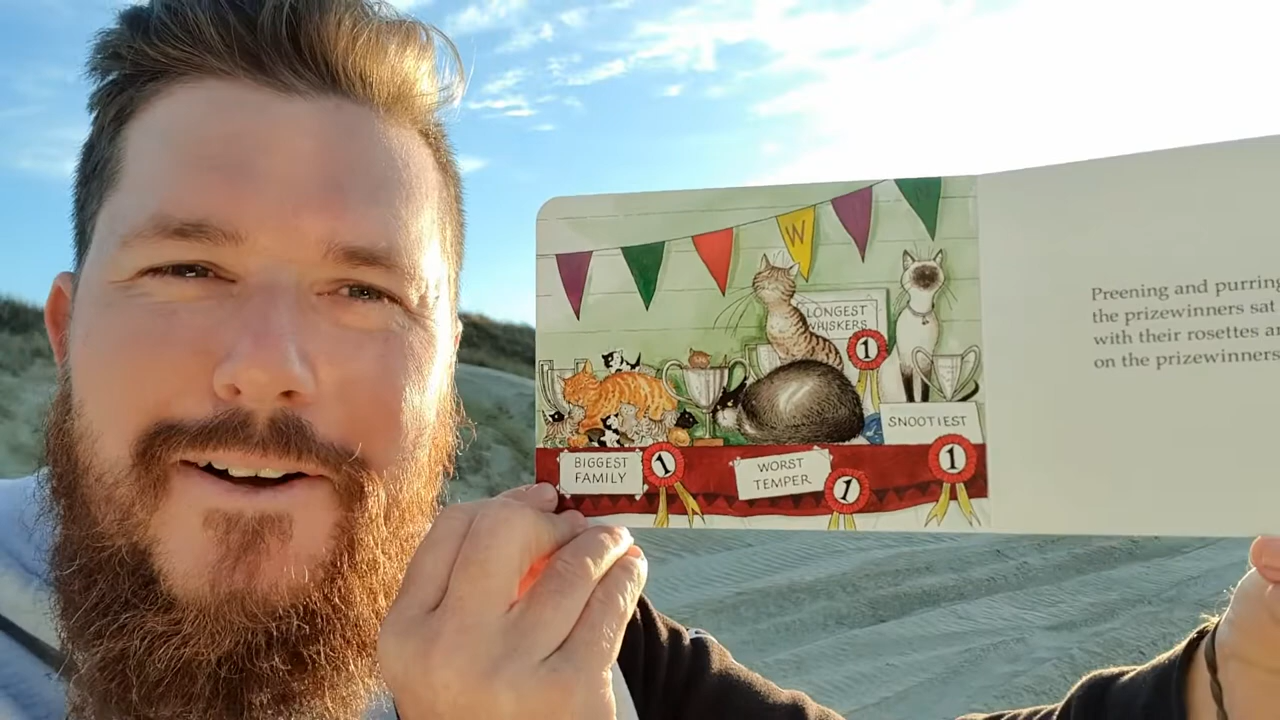 W
LONGEST
WHISKERS
1
SNOOTIEST
1
BIGGEST
FAMILY
1
WORST
TEMPER
1
Preening and purring
the prizewinners sat
with their rosettes
on the prizewinners